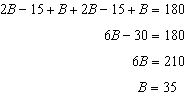 2B − 15 + B + 2B − 15 + B = 180
6B − 30 = 180
6B = 210
B = 35